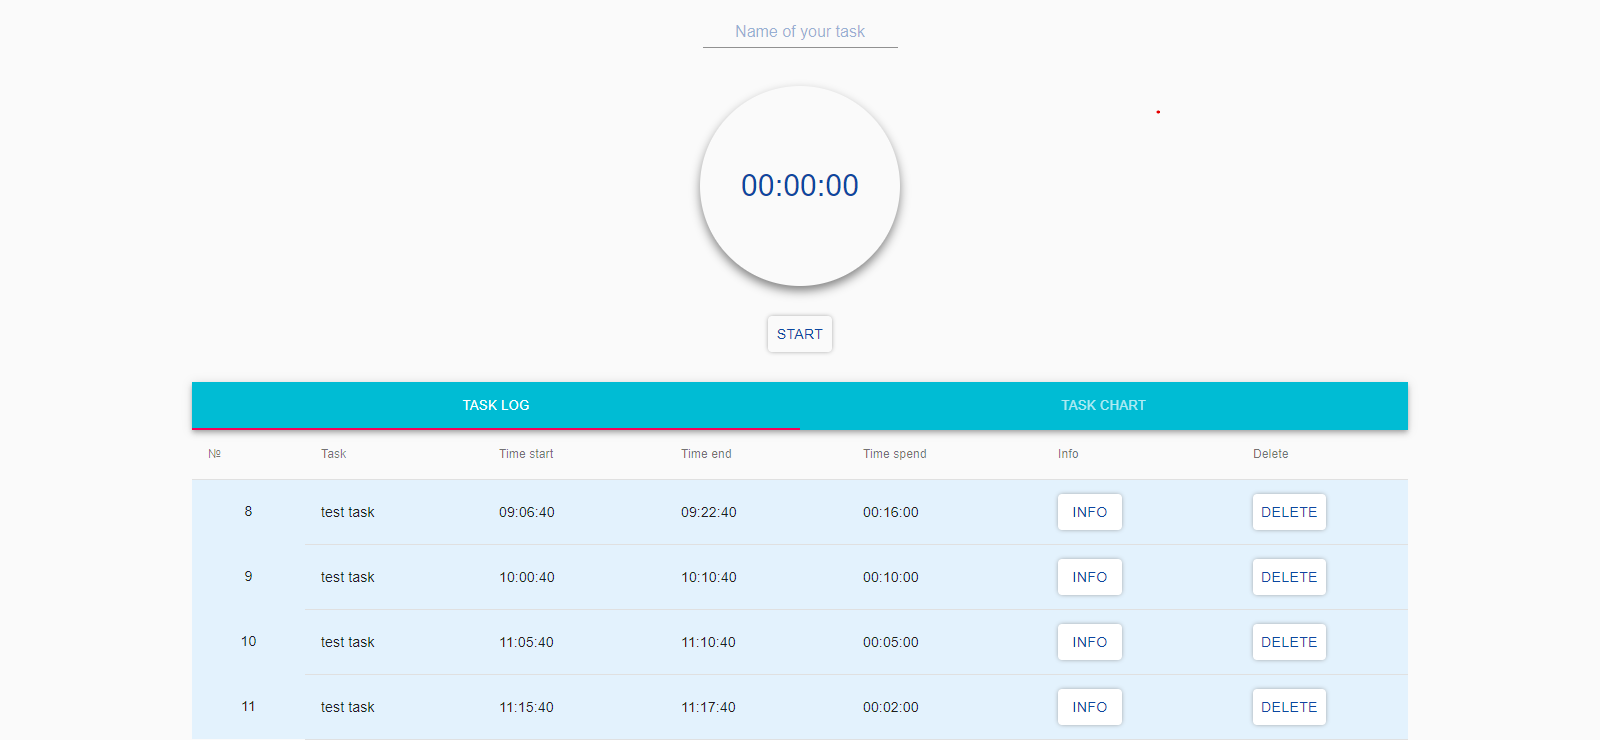 Name of your task
00:00:00
START
TASK LOG TASK CHART
№ Task Time start Time end Time spend Info Delete
8 test task 09:06:40 09:22:40 00:16:00 INFO DELETE
9 test task 10:00:40 10:10:40 00:10:00 INFO DELETE
10 test task 11:05:40 11:10:40 00:05:00 INFO DELETE
11 test task 11:15:40 11:17:40 00:02:00 INFO DELETE